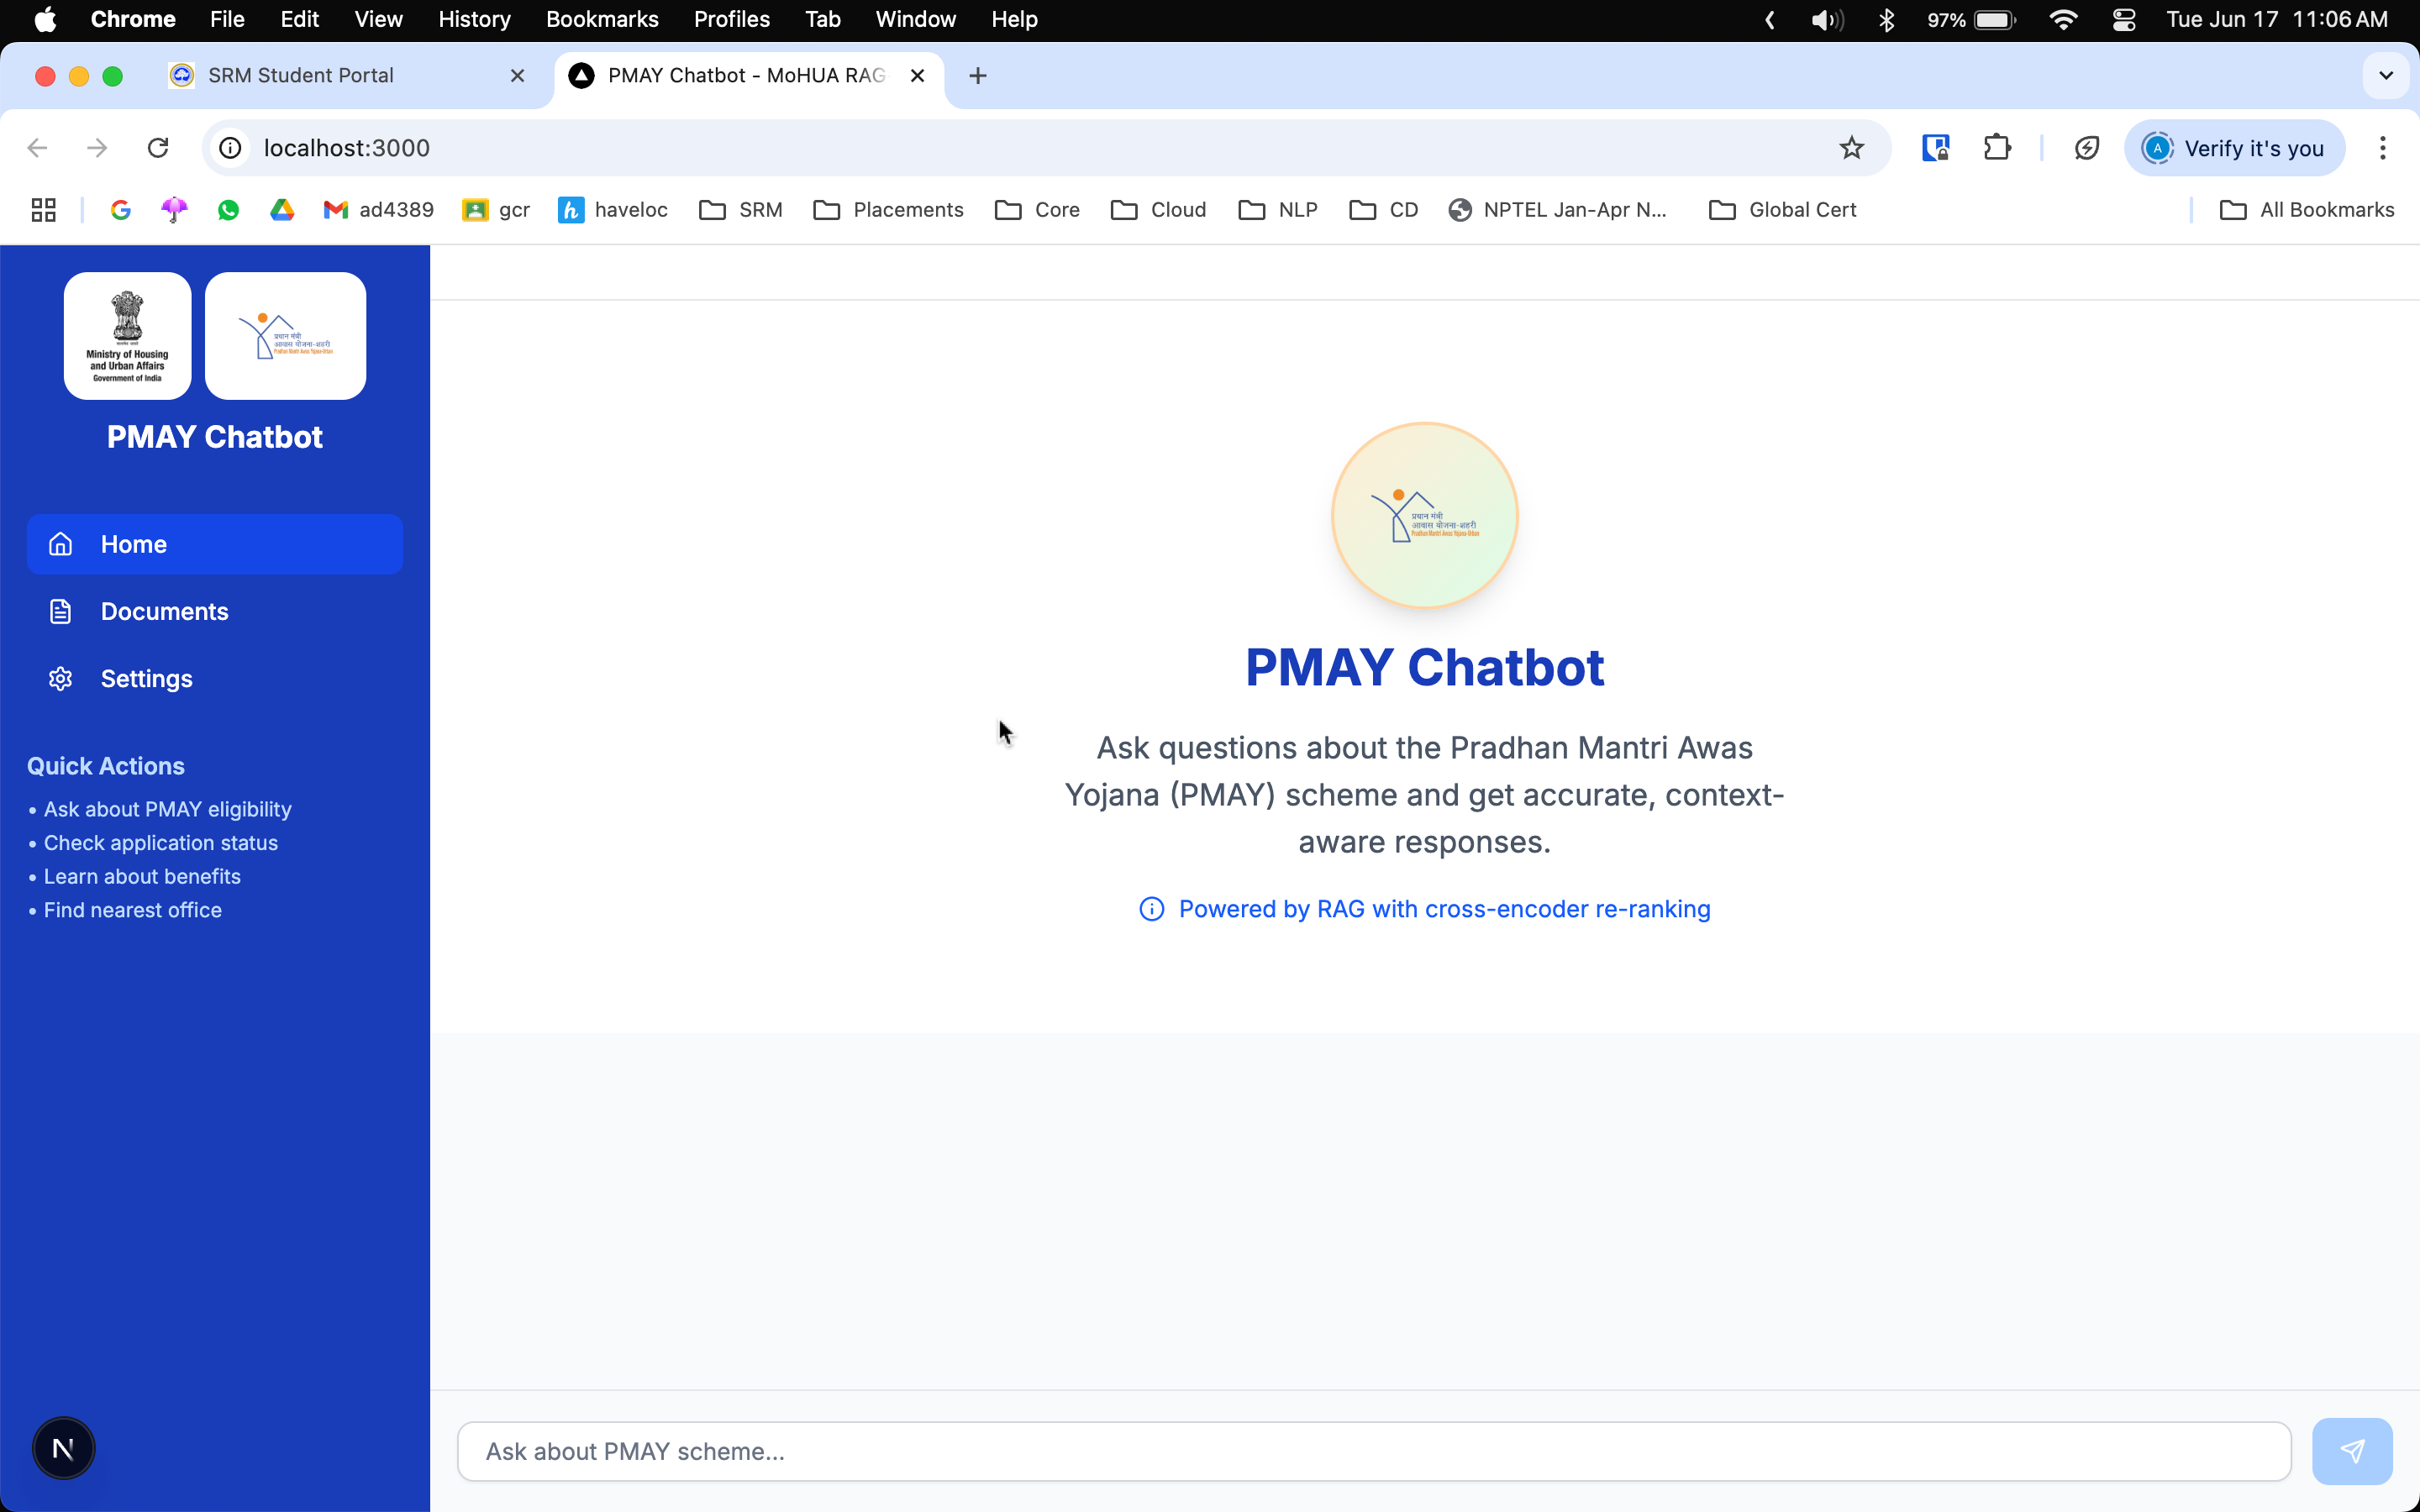 Chrome File Edit View History Bookmarks Profiles Tab Window Help 97% Tue Jun 17 11:06 AM
SRM Student Portal PMAY Chatbot - MoHUA RAG
localhost:3000 Verify it's you
ad4389 gcr haveloc SRM Placements Core Cloud NLP CD NPTEL Jan-Apr N... Global Cert All Bookmarks
Ministry of Housing
and Urban Affairs
Government of India
प्रधान मंत्री
आवास योजना-शहरी
Pradhan Mantri Awas Yojana-Urban
PMAY Chatbot
Home
Documents
Settings
Quick Actions
• Ask about PMAY eligibility
• Check application status
• Learn about benefits
• Find nearest office
N
प्रधान मंत्री
आवास योजना-शहरी
Pradhan Mantri Awas Yojana-Urban
PMAY Chatbot
Ask questions about the Pradhan Mantri Awas
Yojana (PMAY) scheme and get accurate, context-
aware responses.
Powered by RAG with cross-encoder re-ranking
Ask about PMAY scheme...